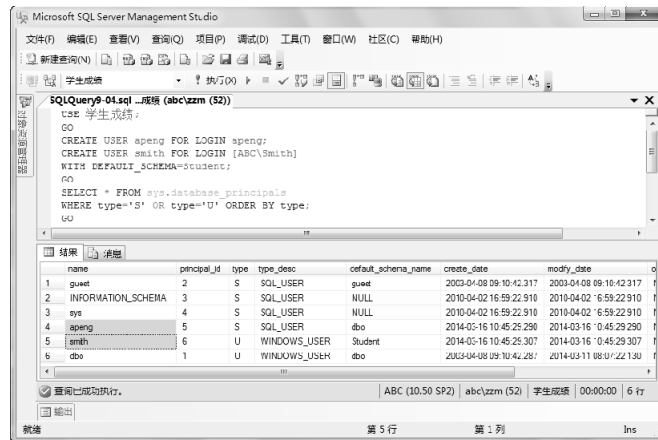 Microsoft SQL Server Management Studio
文件(F) 编辑(E) 查看(V) 查询(Q) 项目(P) 调试(D) 工具(T) 窗口(W) 社区(C) 帮助(H)
新建查询(N)
学生成绩 执行(X)
SQLQuery9-04.sql ...成绩 (abc\zzm (52))
USE 学生成绩;
GO
CREATE USER apeng FOR LOGIN apeng;
CREATE USER smith FOR LOGIN [ABC\Smith]
WITH DEFAULT_SCHEMA=Student;
GO
SELECT * FROM sys.database_principals
WHERE type='S' OR type='U' ORDER BY type;
GO
结果 消息
name principal_id type type_desc default_schema_name create_date modify_date
1 guest 2 S SQL_USER guest 2003-04-08 09:10:42.317 2003-04-08 09:10:42.317
2 INFORMATION_SCHEMA 3 S SQL_USER NULL 2010-04-02 16:59:22.910 2010-04-02 16:59:22.910
3 sys 4 S SQL_USER NULL 2010-04-02 16:59:22.910 2010-04-02 16:59:22.910
4 apeng 5 S SQL_USER dbo 2014-03-16 10:45:29.290 2014-03-16 10:45:29.290
5 smith 6 U WINDOWS_USER Student 2014-03-16 10:45:29.307 2014-03-16 10:45:29.307
6 dbo 1 U WINDOWS_USER dbo 2003-04-08 09:10:42.287 2014-03-11 08:07:22.130
查询已成功执行。 ABC (10.50 SP2) abc\zzm (52) 学生成绩 00:00:00 6 行
输出
就绪 第 5 行 第 1 列 Ins